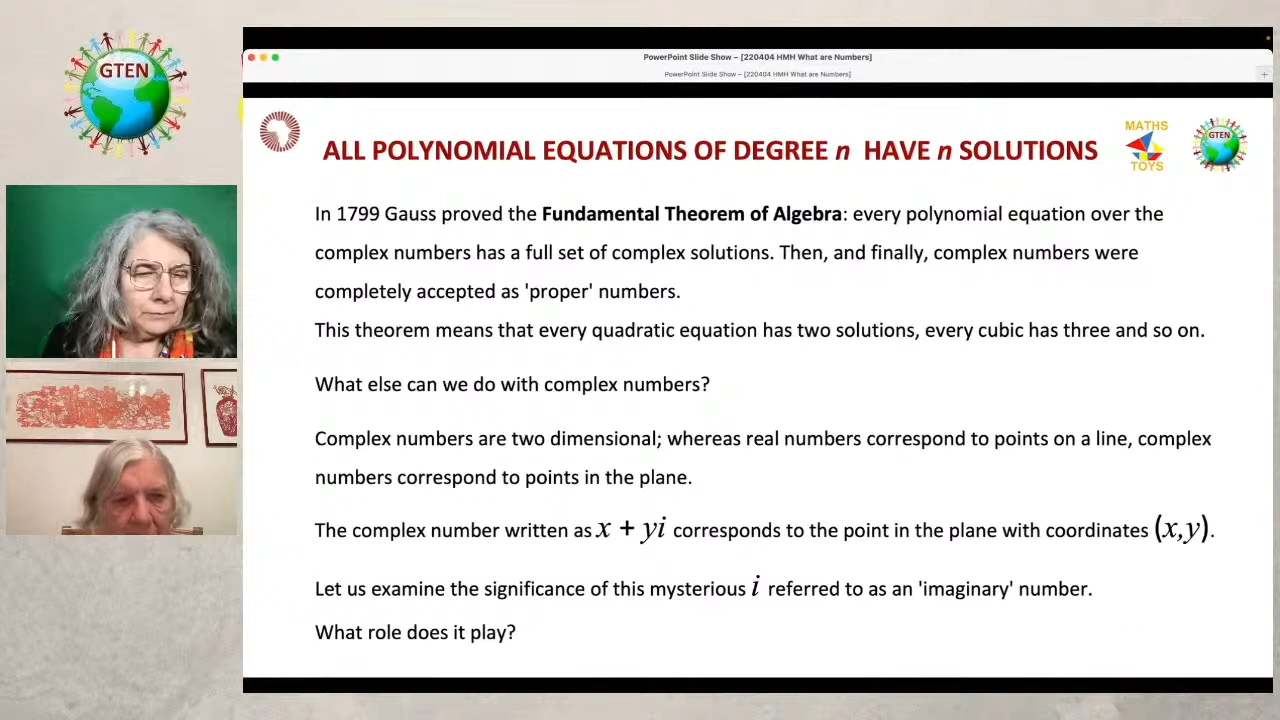 GTEN
PowerPoint Slide Show – [220404 HMH What are Numbers]
PowerPoint Slide Show – [220404 HMH What are Numbers]
ALL POLYNOMIAL EQUATIONS OF DEGREE n HAVE n SOLUTIONS
MATHS
TOYS
GTEN
In 1799 Gauss proved the Fundamental Theorem of Algebra: every polynomial equation over the
complex numbers has a full set of complex solutions. Then, and finally, complex numbers were
completely accepted as 'proper' numbers.
This theorem means that every quadratic equation has two solutions, every cubic has three and so on.
What else can we do with complex numbers?
Complex numbers are two dimensional; whereas real numbers correspond to points on a line, complex
numbers correspond to points in the plane.
The complex number written as x + yi corresponds to the point in the plane with coordinates (x,y).
Let us examine the significance of this mysterious i referred to as an 'imaginary' number.
What role does it play?